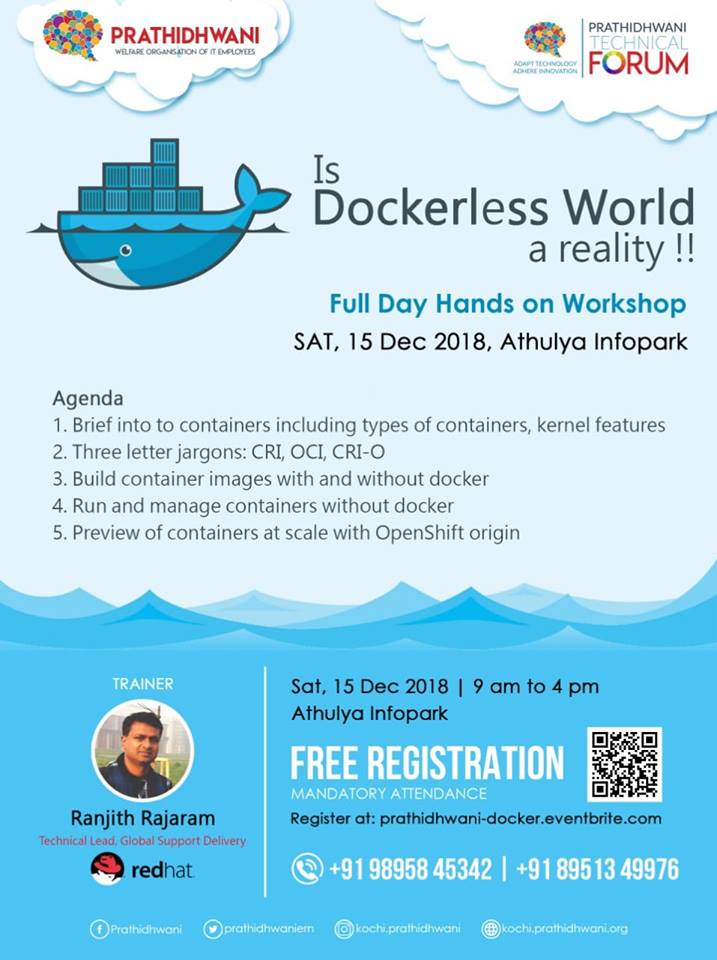 PRATHIDHWANI
WELFARE ORGANISATION OF IT EMPLOYEES
ADAPT TECHNOLOGY
ADHERE INNOVATION
PRATHIDHWANI
TECHNICAL
FORUM
Is
Dockerless World
a reality !!
Full Day Hands on Workshop
SAT, 15 Dec 2018, Athulya Infopark
Agenda
1. Brief into to containers including types of containers, kernel features
2. Three letter jargons: CRI, OCI, CRI-O
3. Build container images with and without docker
4. Run and manage containers without docker
5. Preview of containers at scale with OpenShift origin
TRAINER
Ranjith Rajaram
Technical Lead, Global Support Delivery
redhat.
Sat, 15 Dec 2018 | 9 am to 4 pm
Athulya Infopark
FREE REGISTRATION
MANDATORY ATTENDANCE
Register at: prathidhwani-docker.eventbrite.com
+91 98958 45342 | +91 89513 49976
Prathidhwani
prathidhwaniem
kochi.prathidhwani
kochi.prathidhwani.org